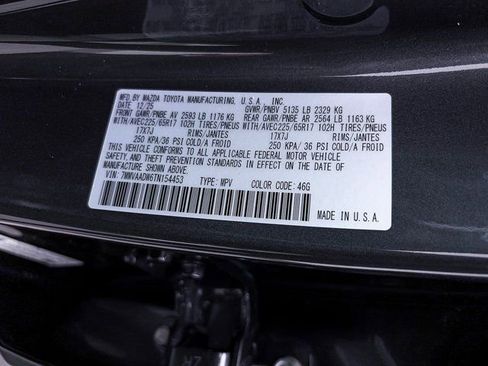 MFD BY MAZDA TOYOTA MANUFACTURING, U.S.A., INC.
12/25 GVWR/PNBV 5135 LB 2329 KG
FRONT GAWR/PNBE AV 2593 LB 1176 KG REAR GAWR/PNBE AR 2564 LB 1163 KG
WITH/AVEC225/65R17 102H TIRES/PNEUS WITH/AVEC225/65R17 102H TIRES/PNEUS
17X7J RIMS/JANTES 17X7J RIMS/JANTES
250 KPA/36 PSI COLD/A FROID 250 KPA/ 36 PSI COLD/A FROID
THIS VEHICLE CONFORMS TO ALL APPLICABLE FEDERAL MOTOR VEHICLE
SAFETY, BUMPER, AND THEFT PREVENTION STANDARDS IN EFFECT ON THE DATE OF
MANUFACTURE SHOWN ABOVE.
VIN: 7MMVAADM6TN154453 TYPE: MPV COLOR CODE: 46G
MADE IN U.S.A.